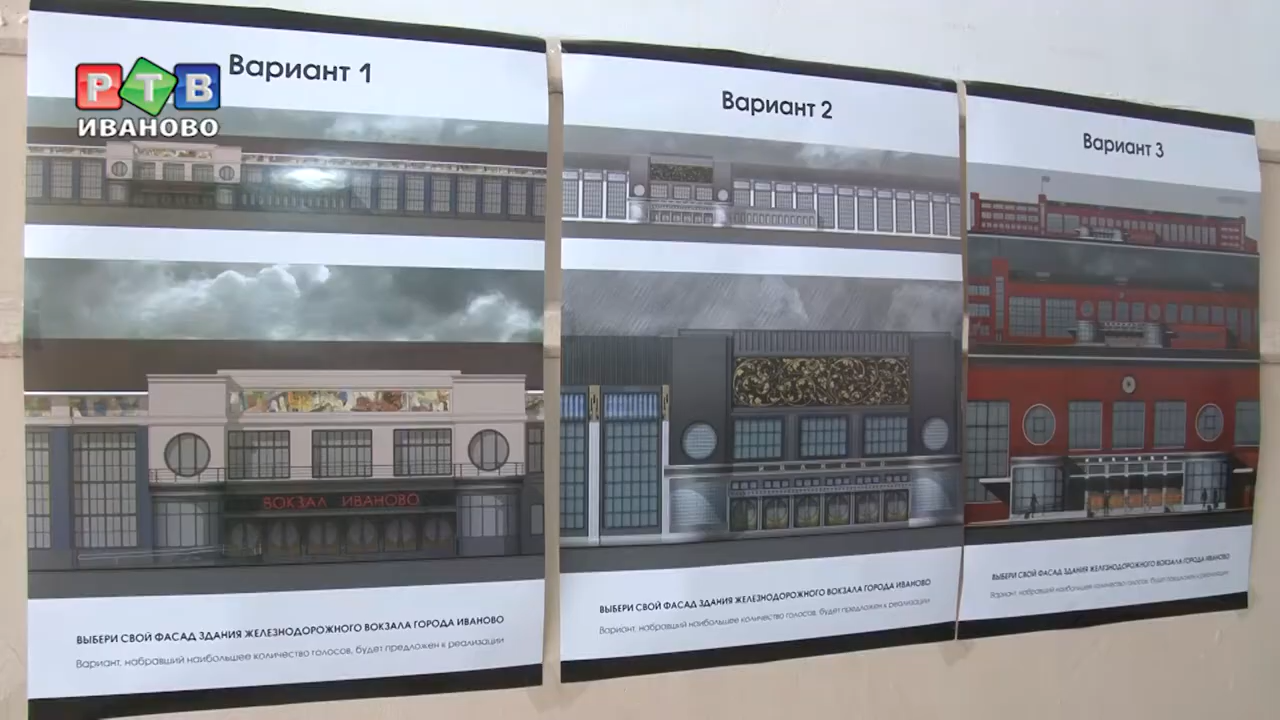 РТВ
ИВАНОВО
Вариант 1
ВОКЗАЛ ИВАНОВО
ВЫБЕРИ СВОЙ ФАСАД ЗДАНИЯ ЖЕЛЕЗНОДОРОЖНОГО ВОКЗАЛА ГОРОДА ИВАНОВО
Вариант, набравший наибольшее количество голосов, будет предложен к реализации
Вариант 2
ВЫБЕРИ СВОЙ ФАСАД ЗДАНИЯ ЖЕЛЕЗНОДОРОЖНОГО ВОКЗАЛА ГОРОДА ИВАНОВО
Вариант, набравший наибольшее количество голосов, будет предложен к реализации
Вариант 3
ВЫБЕРИ СВОЙ ФАСАД ЗДАНИЯ ЖЕЛЕЗНОДОРОЖНОГО ВОКЗАЛА ГОРОДА ИВАНОВО
Вариант, набравший наибольшее количество голосов, будет предложен к реализации